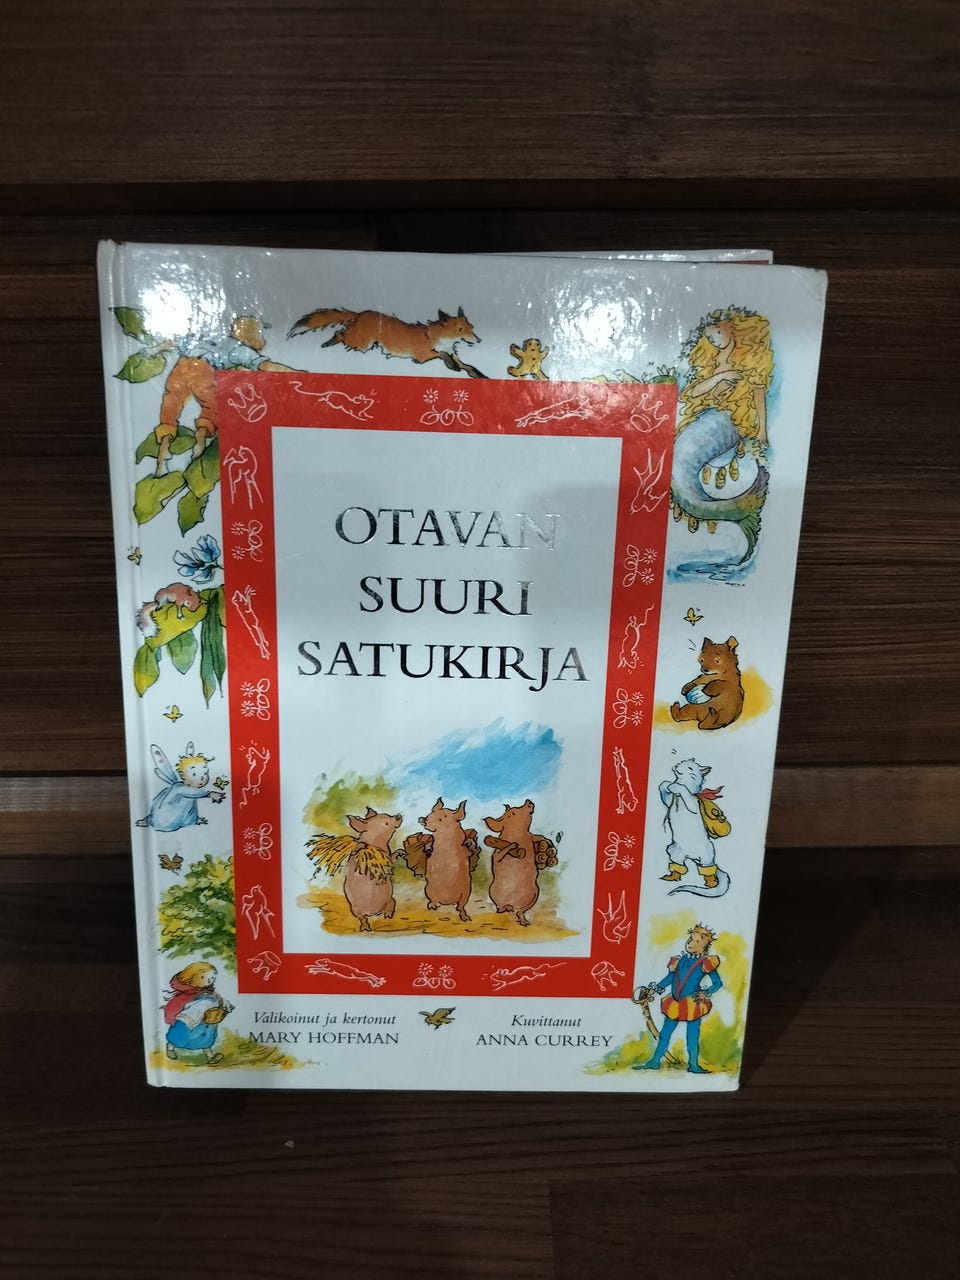 OTAVAN
SUURI
SATUKIRJA
Valikoinut ja kertonut
MARY HOFFMAN
Kuvittanut
ANNA CURREY